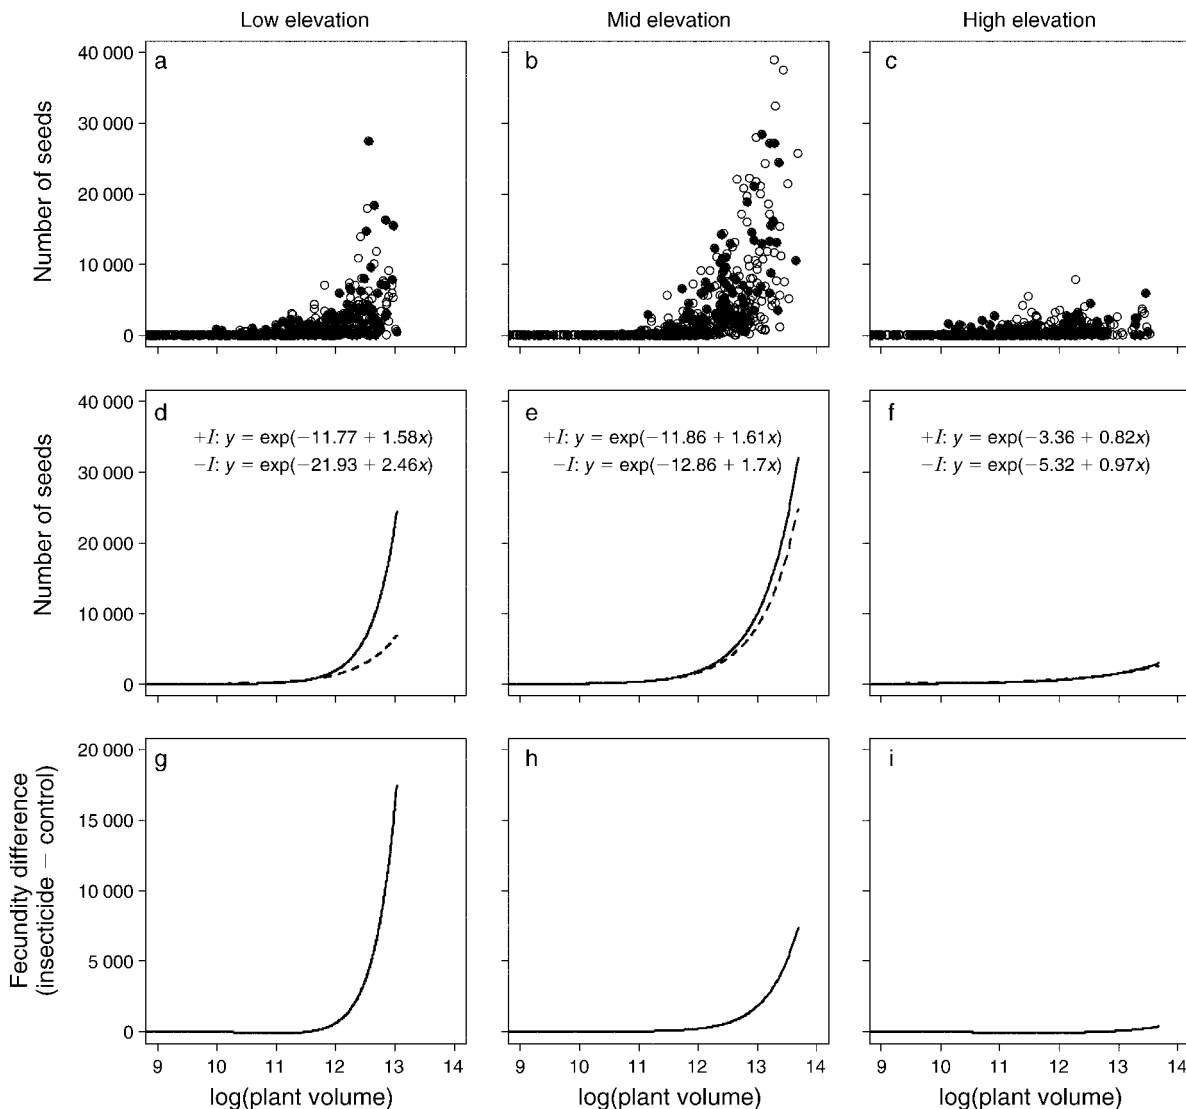 Low elevation Mid elevation High elevation
a b c
Number of seeds
40 000
30 000
20 000
10 000
0
d e f
Number of seeds
40 000
30 000
20 000
10 000
0
+I: y = exp(−11.77 + 1.58x)
−I: y = exp(−21.93 + 2.46x)
+I: y = exp(−11.86 + 1.61x)
−I: y = exp(−12.86 + 1.7x)
+I: y = exp(−3.36 + 0.82x)
−I: y = exp(−5.32 + 0.97x)
g h i
Fecundity difference
(insecticide − control)
20 000
15 000
10 000
5 000
0
9 10 11 12 13 14 9 10 11 12 13 14 9 10 11 12 13 14
log(plant volume) log(plant volume) log(plant volume)